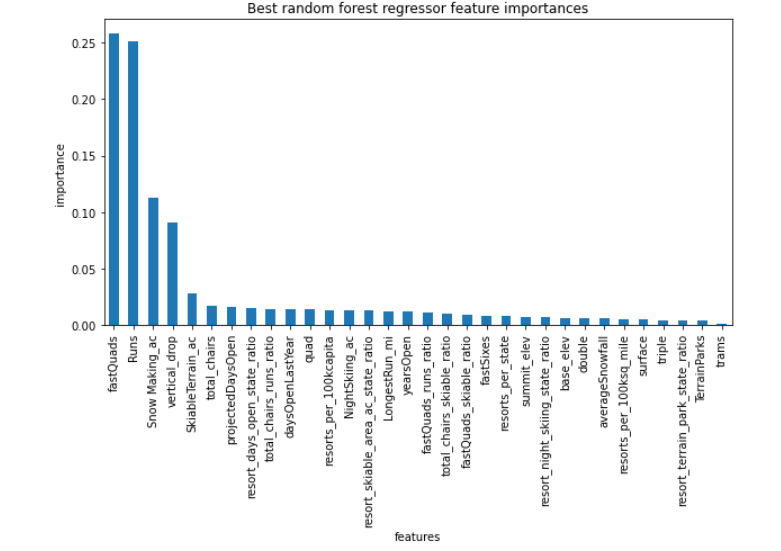 Best random forest regressor feature importances
importance
0.25
0.20
0.15
0.10
0.05
0.00
fastQuads
Runs
Snow Making_ac
vertical_drop
SkiableTerrain_ac
total_chairs
projectedDaysOpen
resort_days_open_state_ratio
total_chairs_runs_ratio
daysOpenLastYear
quad
resorts_per_100kcapita
NightSkiing_ac
resort_skiable_area_ac_state_ratio
LongestRun_mi
yearsOpen
fastQuads_runs_ratio
total_chairs_skiable_ratio
fastQuads_skiable_ratio
fastSixes
resorts_per_state
summit_elev
resort_night_skiing_state_ratio
base_elev
double
averageSnowfall
resorts_per_100ksq_mile
surface
triple
resort_terrain_park_state_ratio
TerrainParks
trams
features